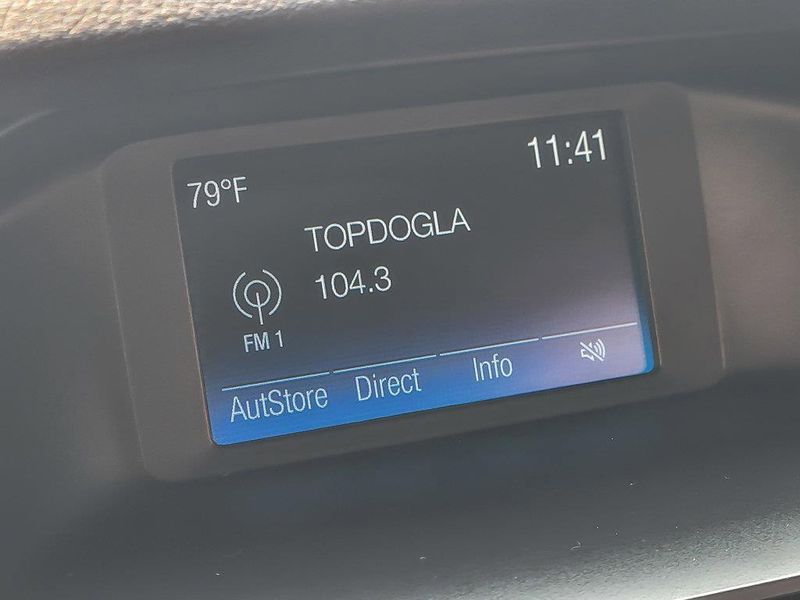 79°F
11:41
TOPDOGLA
104.3
FM 1
AutStore
Direct
Info